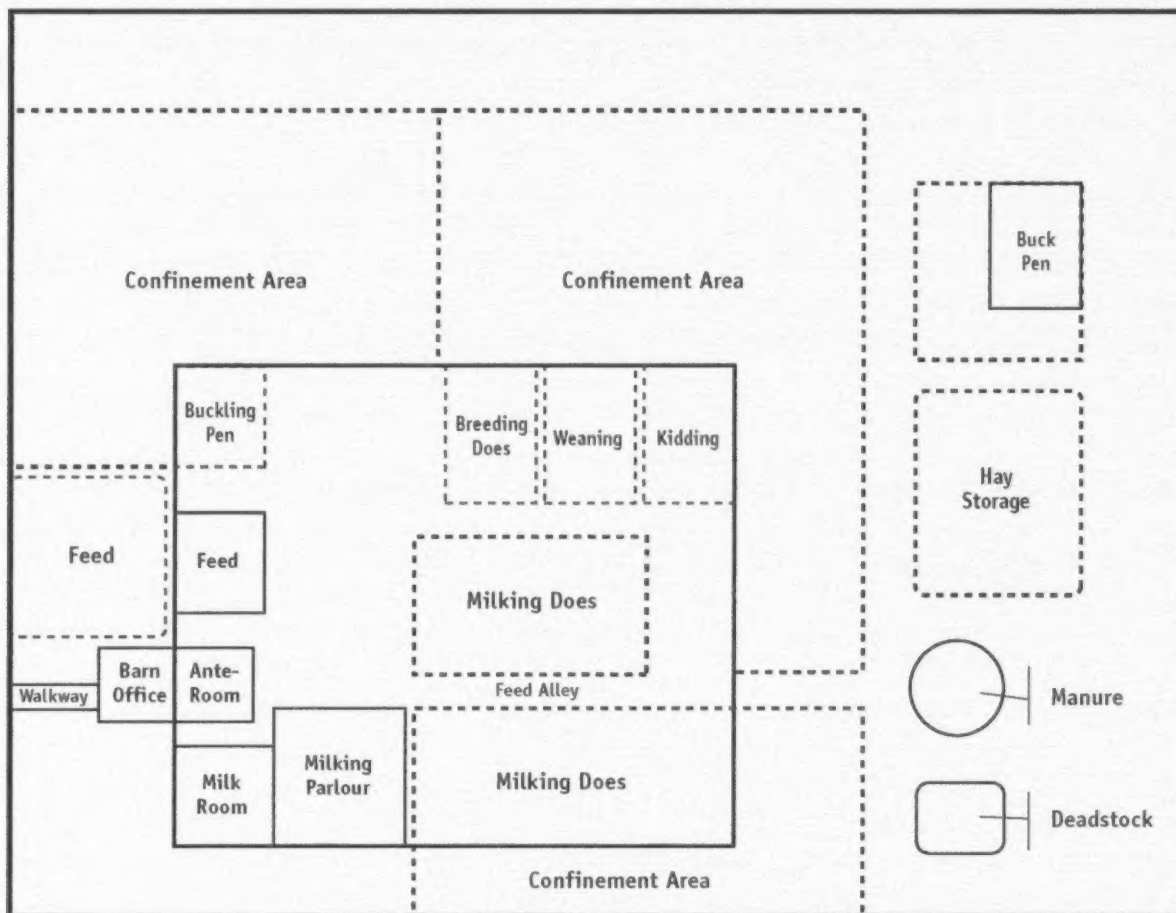 Buck
Pen
Confinement Area
Confinement Area
Buckling
Pen
Breeding
Does
Weaning
Kidding
Hay
Storage
Feed
Feed
Milking Does
Barn
Office
Ante-
Room
Walkway
Feed Alley
Manure
Milk
Room
Milking
Parlour
Milking Does
Deadstock
Confinement Area